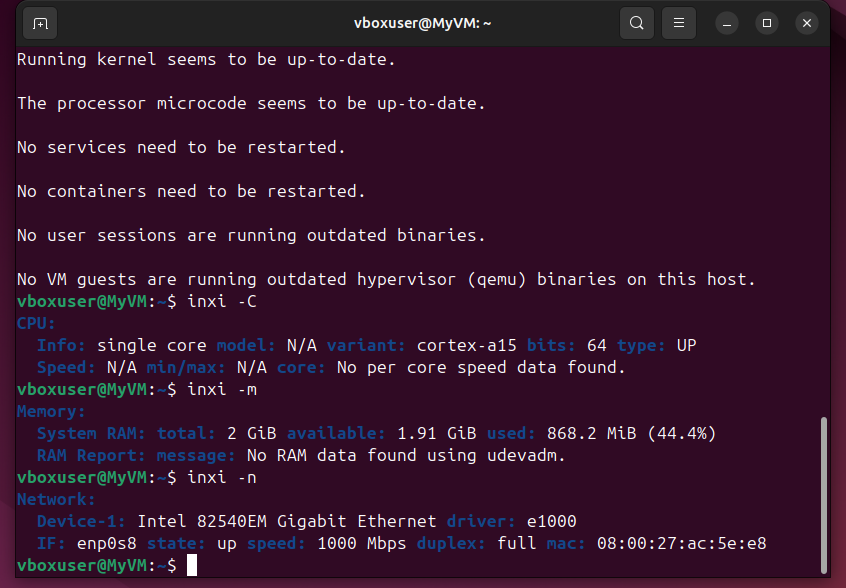 vboxuser@MyVM: ~
Running kernel seems to be up-to-date.
The processor microcode seems to be up-to-date.
No services need to be restarted.
No containers need to be restarted.
No user sessions are running outdated binaries.
No VM guests are running outdated hypervisor (qemu) binaries on this host.
vboxuser@MyVM:~$ inxi -C
CPU:
  Info: single core model: N/A variant: cortex-a15 bits: 64 type: UP
  Speed: N/A min/max: N/A core: No per core speed data found.
vboxuser@MyVM:~$ inxi -m
Memory:
  System RAM: total: 2 GiB available: 1.91 GiB used: 868.2 MiB (44.4%)
  RAM Report: message: No RAM data found using udevadm.
vboxuser@MyVM:~$ inxi -n
Network:
  Device-1: Intel 82540EM Gigabit Ethernet driver: e1000
  IF: enp0s8 state: up speed: 1000 Mbps duplex: full mac: 08:00:27:ac:5e:e8
vboxuser@MyVM:~$